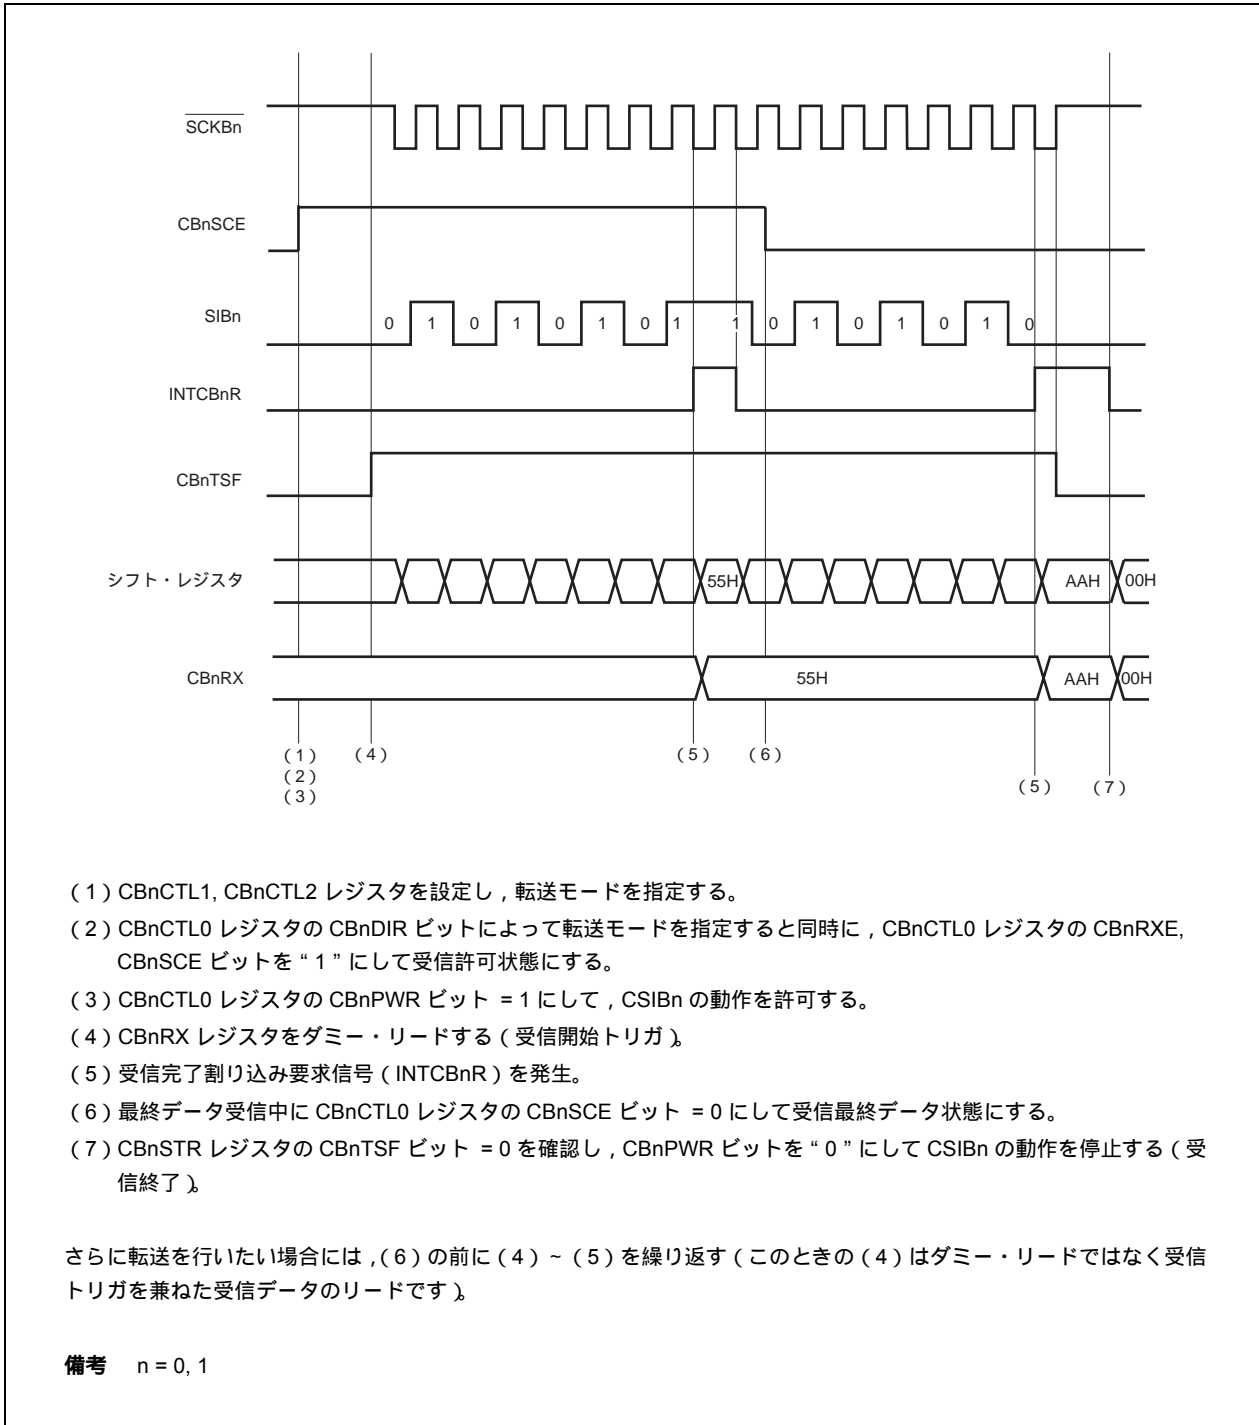 SCKBn
CBnSCE
SIBn
0 1 0 1 0 1 0 1 1 0 1 0 1 0 1 0
INTCBnR
CBnTSF
シフト・レジスタ
55H
AAH
00H
CBnRX
55H
AAH
00H
(1)
(2)
(3)
(4)
(5)
(6)
(5)
(7)
(1)CBnCTL1, CBnCTL2 レジスタを設定し,転送モードを指定する。
(2)CBnCTL0 レジスタの CBnDIR ビットによって転送モードを指定すると同時に,CBnCTL0 レジスタの CBnRXE,
CBnSCE ビットを“1”にして受信許可状態にする。
(3)CBnCTL0 レジスタの CBnPWR ビット = 1 にして,CSIBn の動作を許可する。
(4)CBnRX レジスタをダミー・リードする(受信開始トリガ)。
(5)受信完了割り込み要求信号(INTCBnR)を発生。
(6)最終データ受信中に CBnCTL0 レジスタの CBnSCE ビット = 0 にして受信最終データ状態にする。
(7)CBnSTR レジスタの CBnTSF ビット = 0 を確認し,CBnPWR ビットを“0”にして CSIBn の動作を停止する(受
信終了)。
さらに転送を行いたい場合には,(6)の前に(4)~(5)を繰り返す(このときの(4)はダミー・リードではなく受信
トリガを兼ねた受信データのリードです)。
備考 n = 0, 1